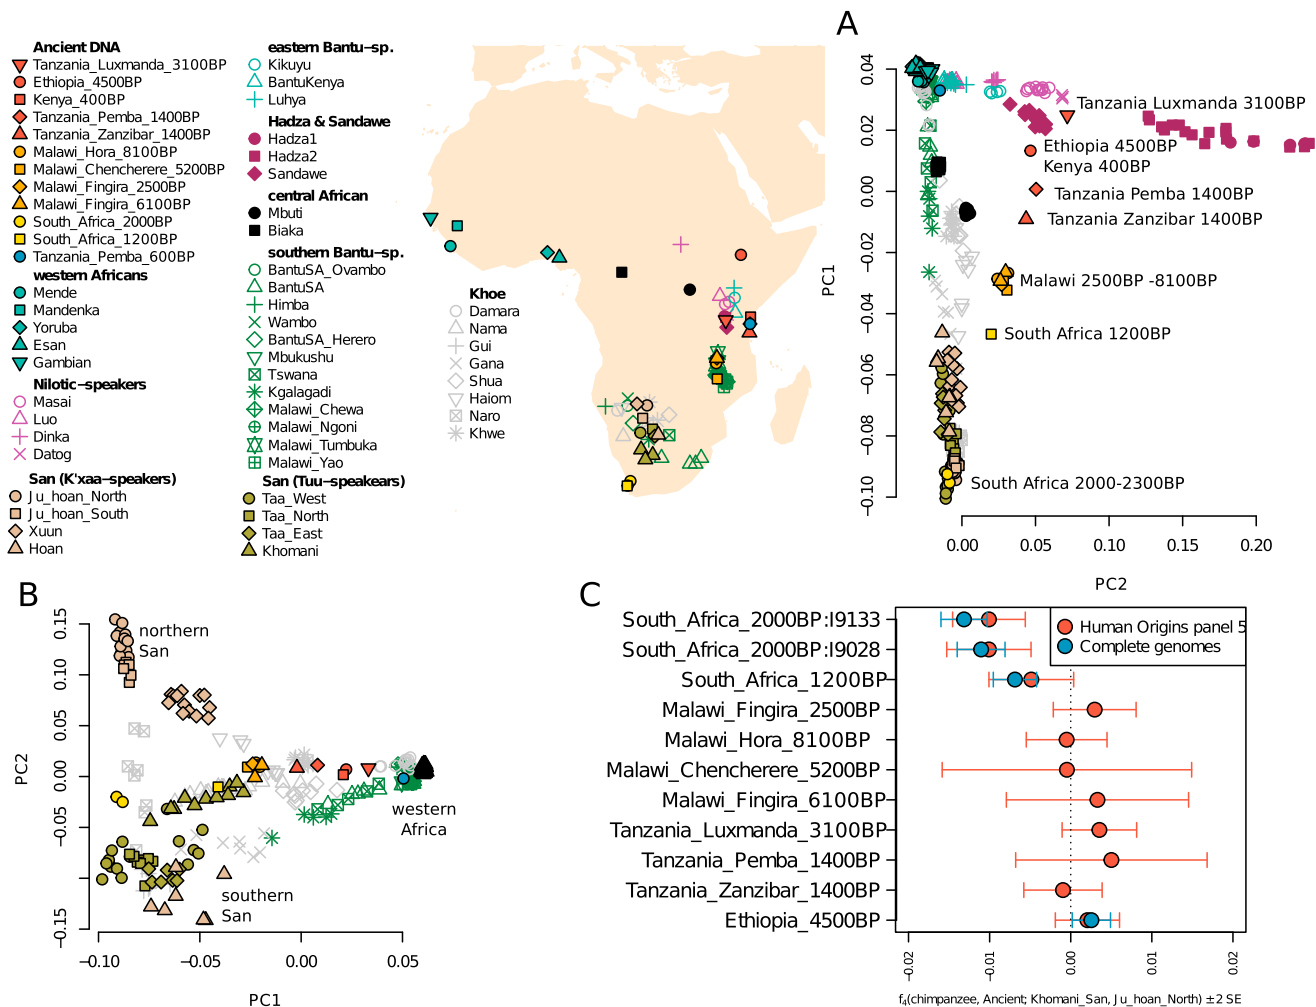 Ancient DNA
Tanzania_Luxmanda_3100BP
Ethiopia_4500BP
Kenya_400BP
Tanzania_Pemba_1400BP
Tanzania_Zanzibar_1400BP
Malawi_Hora_8100BP
Malawi_Chencherere_5200BP
Malawi_Fingira_2500BP
Malawi_Fingira_6100BP
South_Africa_2000BP
South_Africa_1200BP
Tanzania_Pemba_600BP
western Africans
Mende
Mandenka
Yoruba
Esan
Gambian
Nilotic−speakers
Masai
Luo
Dinka
Datog
San (K'xaa−speakers)
Ju_hoan_North
Ju_hoan_South
Xuun
Hoan
eastern Bantu−sp.
Kikuyu
BantuKenya
Luhya
Hadza & Sandawe
Hadza1
Hadza2
Sandawe
central African
Mbuti
Biaka
southern Bantu−sp.
BantuSA_Ovambo
BantuSA
Himba
Wambo
BantuSA_Herero
Mbukushu
Tswana
Kgalagadi
Malawi_Chewa
Malawi_Ngoni
Malawi_Tumbuka
Malawi_Yao
San (Tuu−speakears)
Taa_West
Taa_North
Taa_East
Khomani
Khoe
Damara
Nama
Gui
Gana
Shua
Haiom
Naro
Khwe
A
PC1
0.04
0.02
0.00
−0.02
−0.04
−0.06
−0.08
−0.10
Tanzania Luxmanda 3100BP
Ethiopia 4500BP
Kenya 400BP
Tanzania Pemba 1400BP
Tanzania Zanzibar 1400BP
Malawi 2500BP -8100BP
South Africa 1200BP
South Africa 2000-2300BP
0.00 0.05 0.10 0.15 0.20
PC2
B
PC2
0.15
0.10
0.05
0.00
−0.05
−0.15
northern
San
western
Africa
southern
San
−0.10 −0.05 0.00 0.05
PC1
C
South_Africa_2000BP:I9133
South_Africa_2000BP:I9028
South_Africa_1200BP
Malawi_Fingira_2500BP
Malawi_Hora_8100BP
Malawi_Chencherere_5200BP
Malawi_Fingira_6100BP
Tanzania_Luxmanda_3100BP
Tanzania_Pemba_1400BP
Tanzania_Zanzibar_1400BP
Ethiopia_4500BP
Human Origins panel 5
Complete genomes
-0.02 -0.01 0.00 0.01 0.02
f₄(chimpanzee, Ancient; Khomani_San, Ju_hoan_North) ±2 SE